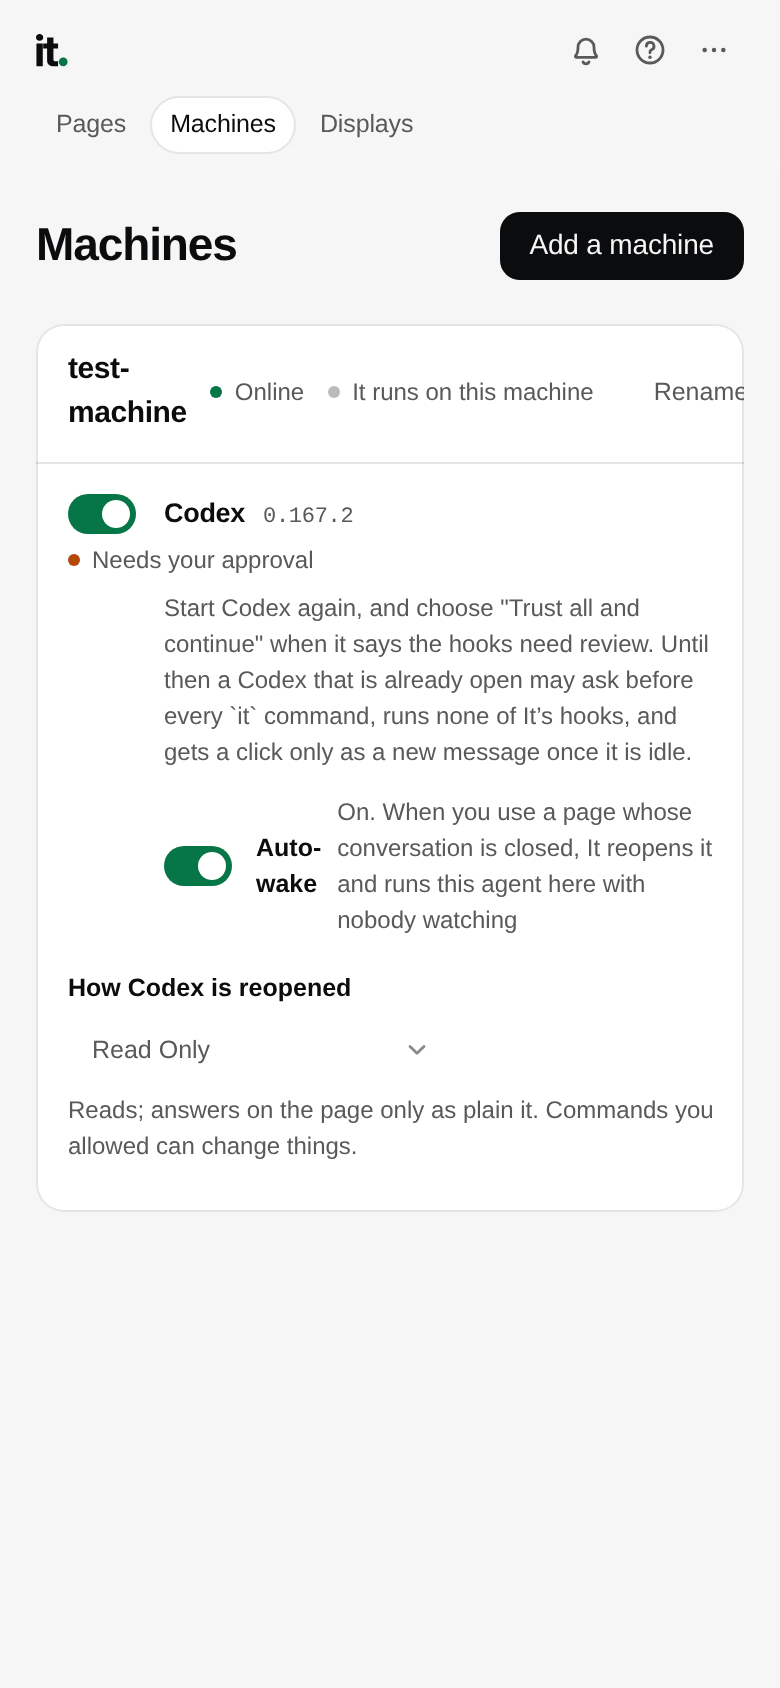 it.
Pages Machines Displays
Machines
Add a machine
test-
machine
Online
It runs on this machine
Rename
Codex 0.167.2
Needs your approval
Start Codex again, and choose "Trust all and
continue" when it says the hooks need review. Until
then a Codex that is already open may ask before
every `it` command, runs none of It’s hooks, and
gets a click only as a new message once it is idle.
Auto-
wake
On. When you use a page whose
conversation is closed, It reopens it
and runs this agent here with
nobody watching
How Codex is reopened
Read Only
Reads; answers on the page only as plain it. Commands you
allowed can change things.